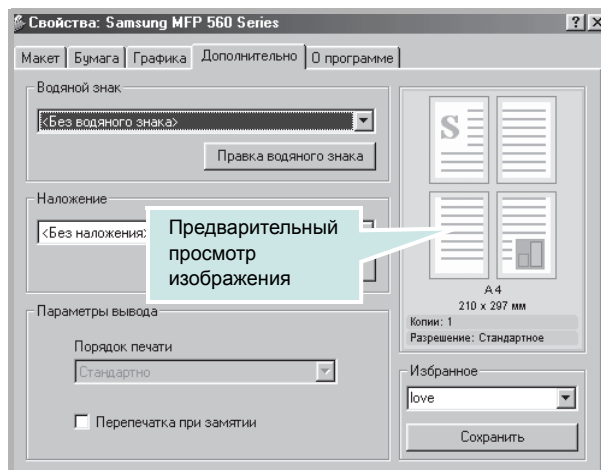 Свойства: Samsung MFP 560 Series
Макет Бумага Графика Дополнительно О программе
Водяной знак
<Без водяного знака>
Правка водяного знака
Наложение
<Без наложения>
Предварительный
просмотр
изображения
Параметры вывода
Порядок печати
Стандартно
Перепечатка при замятии
S
A4
210 x 297 мм
Копии: 1
Разрешение: Стандартное
Избранное
love
Сохранить